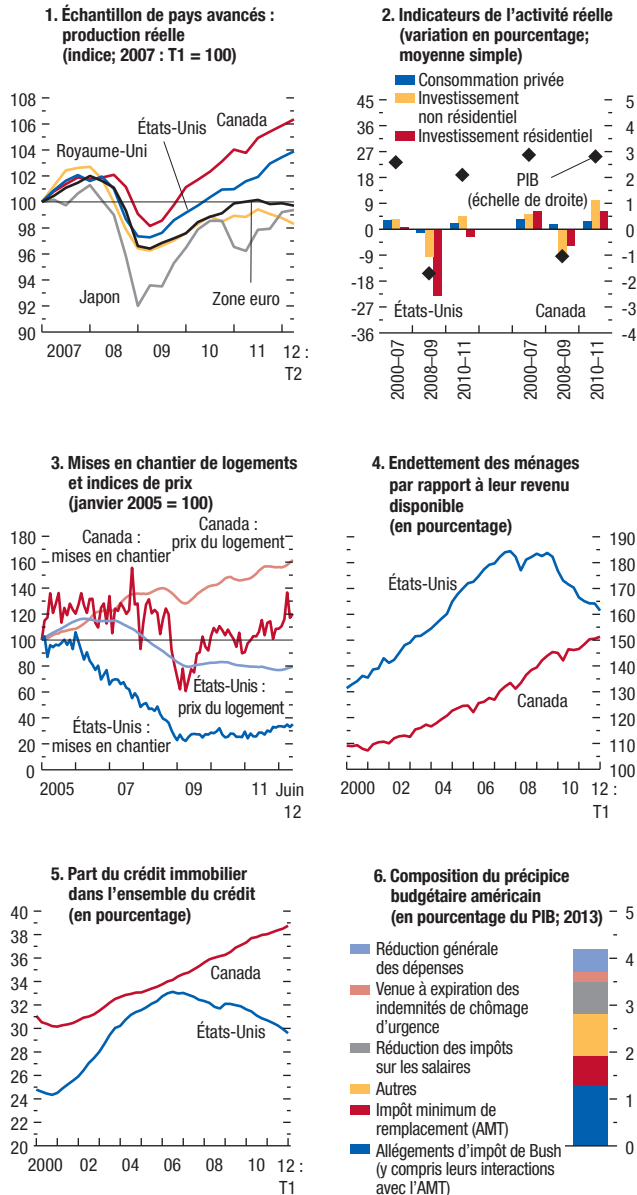 1. Échantillon de pays avancés :
production réelle
(indice; 2007 : T1 = 100)
108
106
104
102
100
98
96
94
92
90
Royaume-Uni
États-Unis
Canada
Japon
Zone euro
2007 08 09 10 11 12 :
T2
2. Indicateurs de l’activité réelle
(variation en pourcentage;
moyenne simple)
Consommation privée
Investissement
non résidentiel
Investissement résidentiel
45
36
27
18
9
0
-9
-18
-27
-36
5
4
3
2
1
0
-1
-2
-3
-4
PIB
(échelle de droite)
États-Unis
Canada
2000–07
2008–09
2010–11
2000–07
2008–09
2010–11
3. Mises en chantier de logements
et indices de prix
(janvier 2005 = 100)
180
160
140
120
100
80
60
40
20
0
Canada :
mises en chantier
Canada :
prix du logement
États-Unis :
prix du logement
États-Unis :
mises en chantier
2005 07 09 11 Juin
12
4. Endettement des ménages
par rapport à leur revenu
disponible
(en pourcentage)
190
180
170
160
150
140
130
120
110
100
États-Unis
Canada
2000 02 04 06 08 10 12 :
T1
5. Part du crédit immobilier
dans l’ensemble du crédit
(en pourcentage)
40
38
36
34
32
30
28
26
24
22
20
Canada
États-Unis
2000 02 04 06 08 10 12 :
T1
6. Composition du précipice
budgétaire américain
(en pourcentage du PIB; 2013)
Réduction générale
des dépenses
Venue à expiration des
indemnités de chômage
d’urgence
Réduction des impôts
sur les salaires
Autres
Impôt minimum de
remplacement (AMT)
Allégements d’impôt de Bush
(y compris leurs interactions
avec l’AMT)
5
4
3
2
1
0